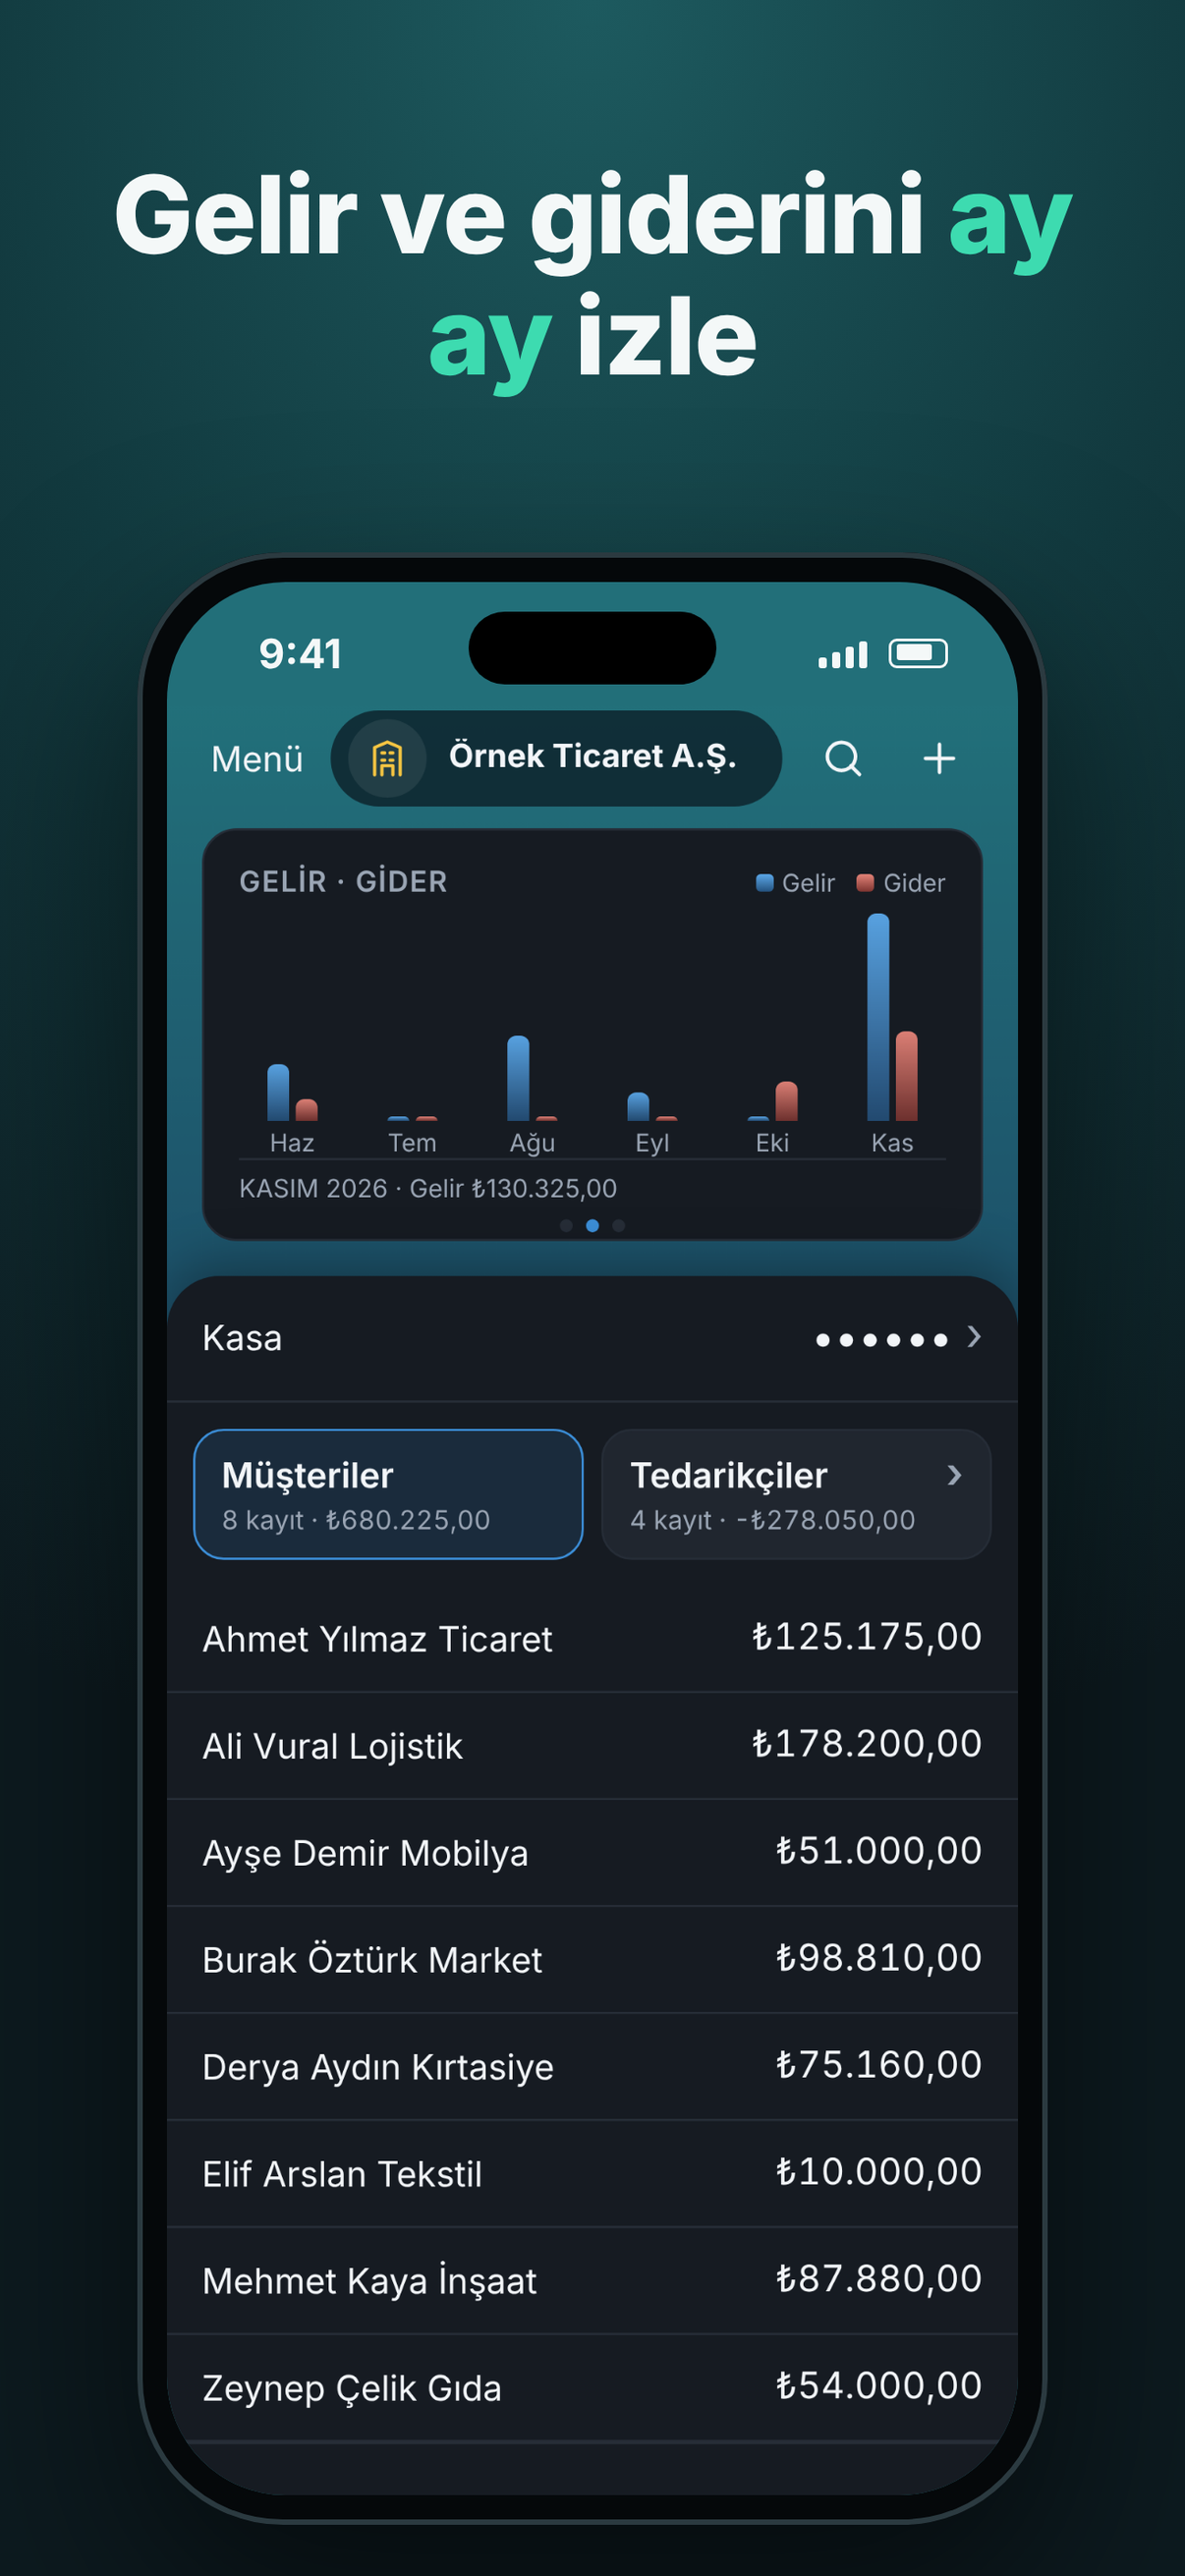 Gelir ve giderini ay
ay izle
9:41
Menü
Örnek Ticaret A.Ş.
GELİR · GİDER
Gelir
Gider
Haz Tem Ağu Eyl Eki Kas
KASIM 2026 · Gelir ₺130.325,00
Kasa ••••••
Müşteriler
8 kayıt · ₺680.225,00
Tedarikçiler
4 kayıt · -₺278.050,00
Ahmet Yılmaz Ticaret ₺125.175,00
Ali Vural Lojistik ₺178.200,00
Ayşe Demir Mobilya ₺51.000,00
Burak Öztürk Market ₺98.810,00
Derya Aydın Kırtasiye ₺75.160,00
Elif Arslan Tekstil ₺10.000,00
Mehmet Kaya İnşaat ₺87.880,00
Zeynep Çelik Gıda ₺54.000,00